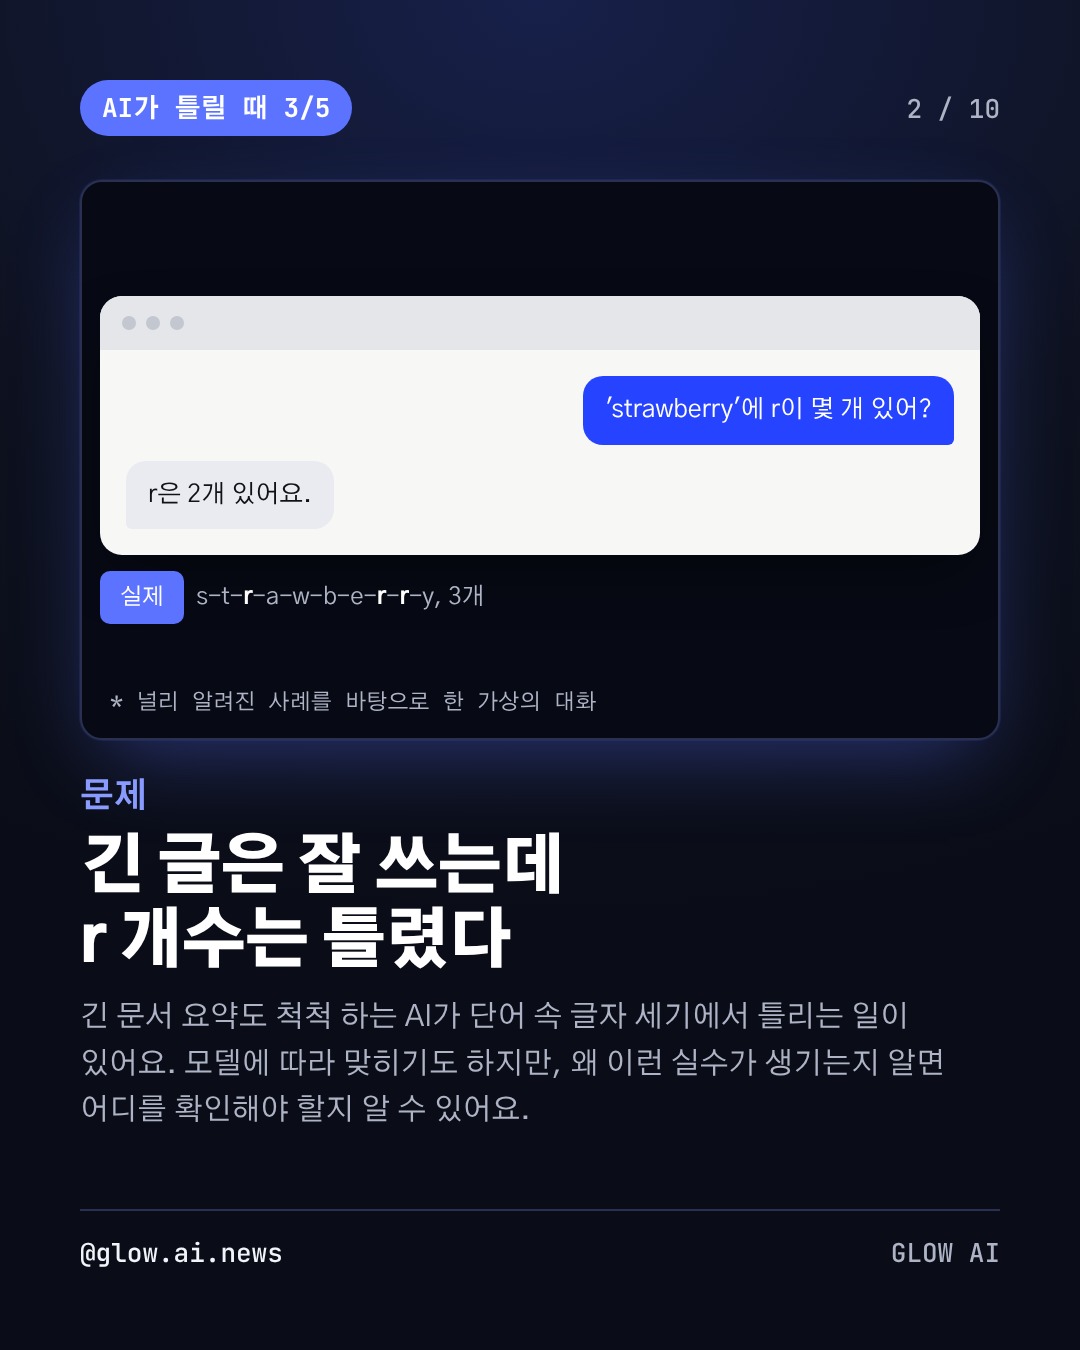 AI가 틀릴 때 3/5
2 / 10
'strawberry'에 r이 몇 개 있어?
r은 2개 있어요.
실제 s–t–r–a–w–b–e–r–r–y, 3개
* 널리 알려진 사례를 바탕으로 한 가상의 대화
문제
긴 글은 잘 쓰는데
r 개수는 틀렸다
긴 문서 요약도 척척 하는 AI가 단어 속 글자 세기에서 틀리는 일이
있어요. 모델에 따라 맞히기도 하지만, 왜 이런 실수가 생기는지 알면
어디를 확인해야 할지 알 수 있어요.
@glow.ai.news
GLOW AI